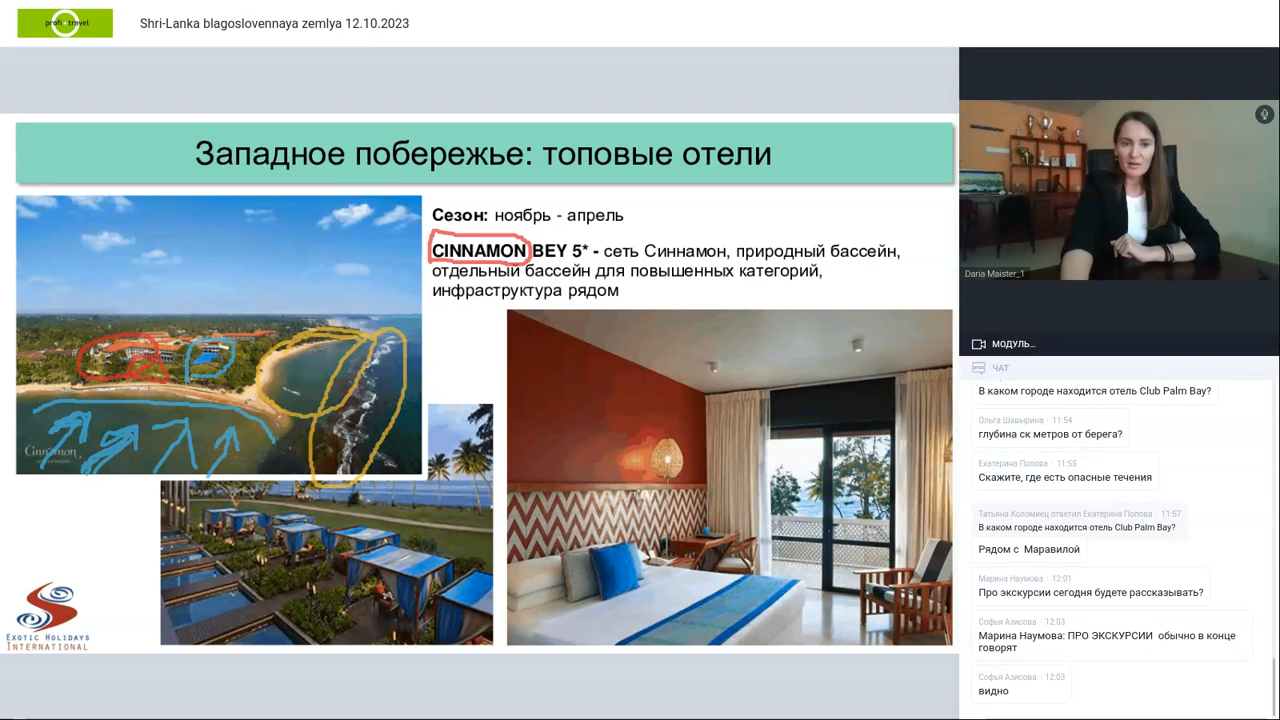 profi travel
Shri-Lanka blagoslovennaya zemlya 12.10.2023
Западное побережье: топовые отели
Сезон: ноябрь - апрель
CINNAMON BEY 5* - сеть Синнамон, природный бассейн,
отдельный бассейн для повышенных категорий,
инфраструктура рядом
Cinnamon
EXOTIC HOLIDAYS
INTERNATIONAL
Daria Maister_1
МОДУЛЬ...
ЧАТ
В каком городе находится отель Club Palm Bay?
Ольга Шавырина · 11:54
глубина ск метров от берега?
Екатерина Попова · 11:55
Скажите, где есть опасные течения
Татьяна Коломиец ответил Екатерина Попова · 11:57
В каком городе находится отель Club Palm Bay?
Рядом с Маравилой
Марина Наумова · 12:01
Про экскурсии сегодня будете рассказывать?
Софья Азисова · 12:03
Марина Наумова: ПРО ЭКСКУРСИИ обычно в конце
говорят
Софья Азисова · 12:03
видно